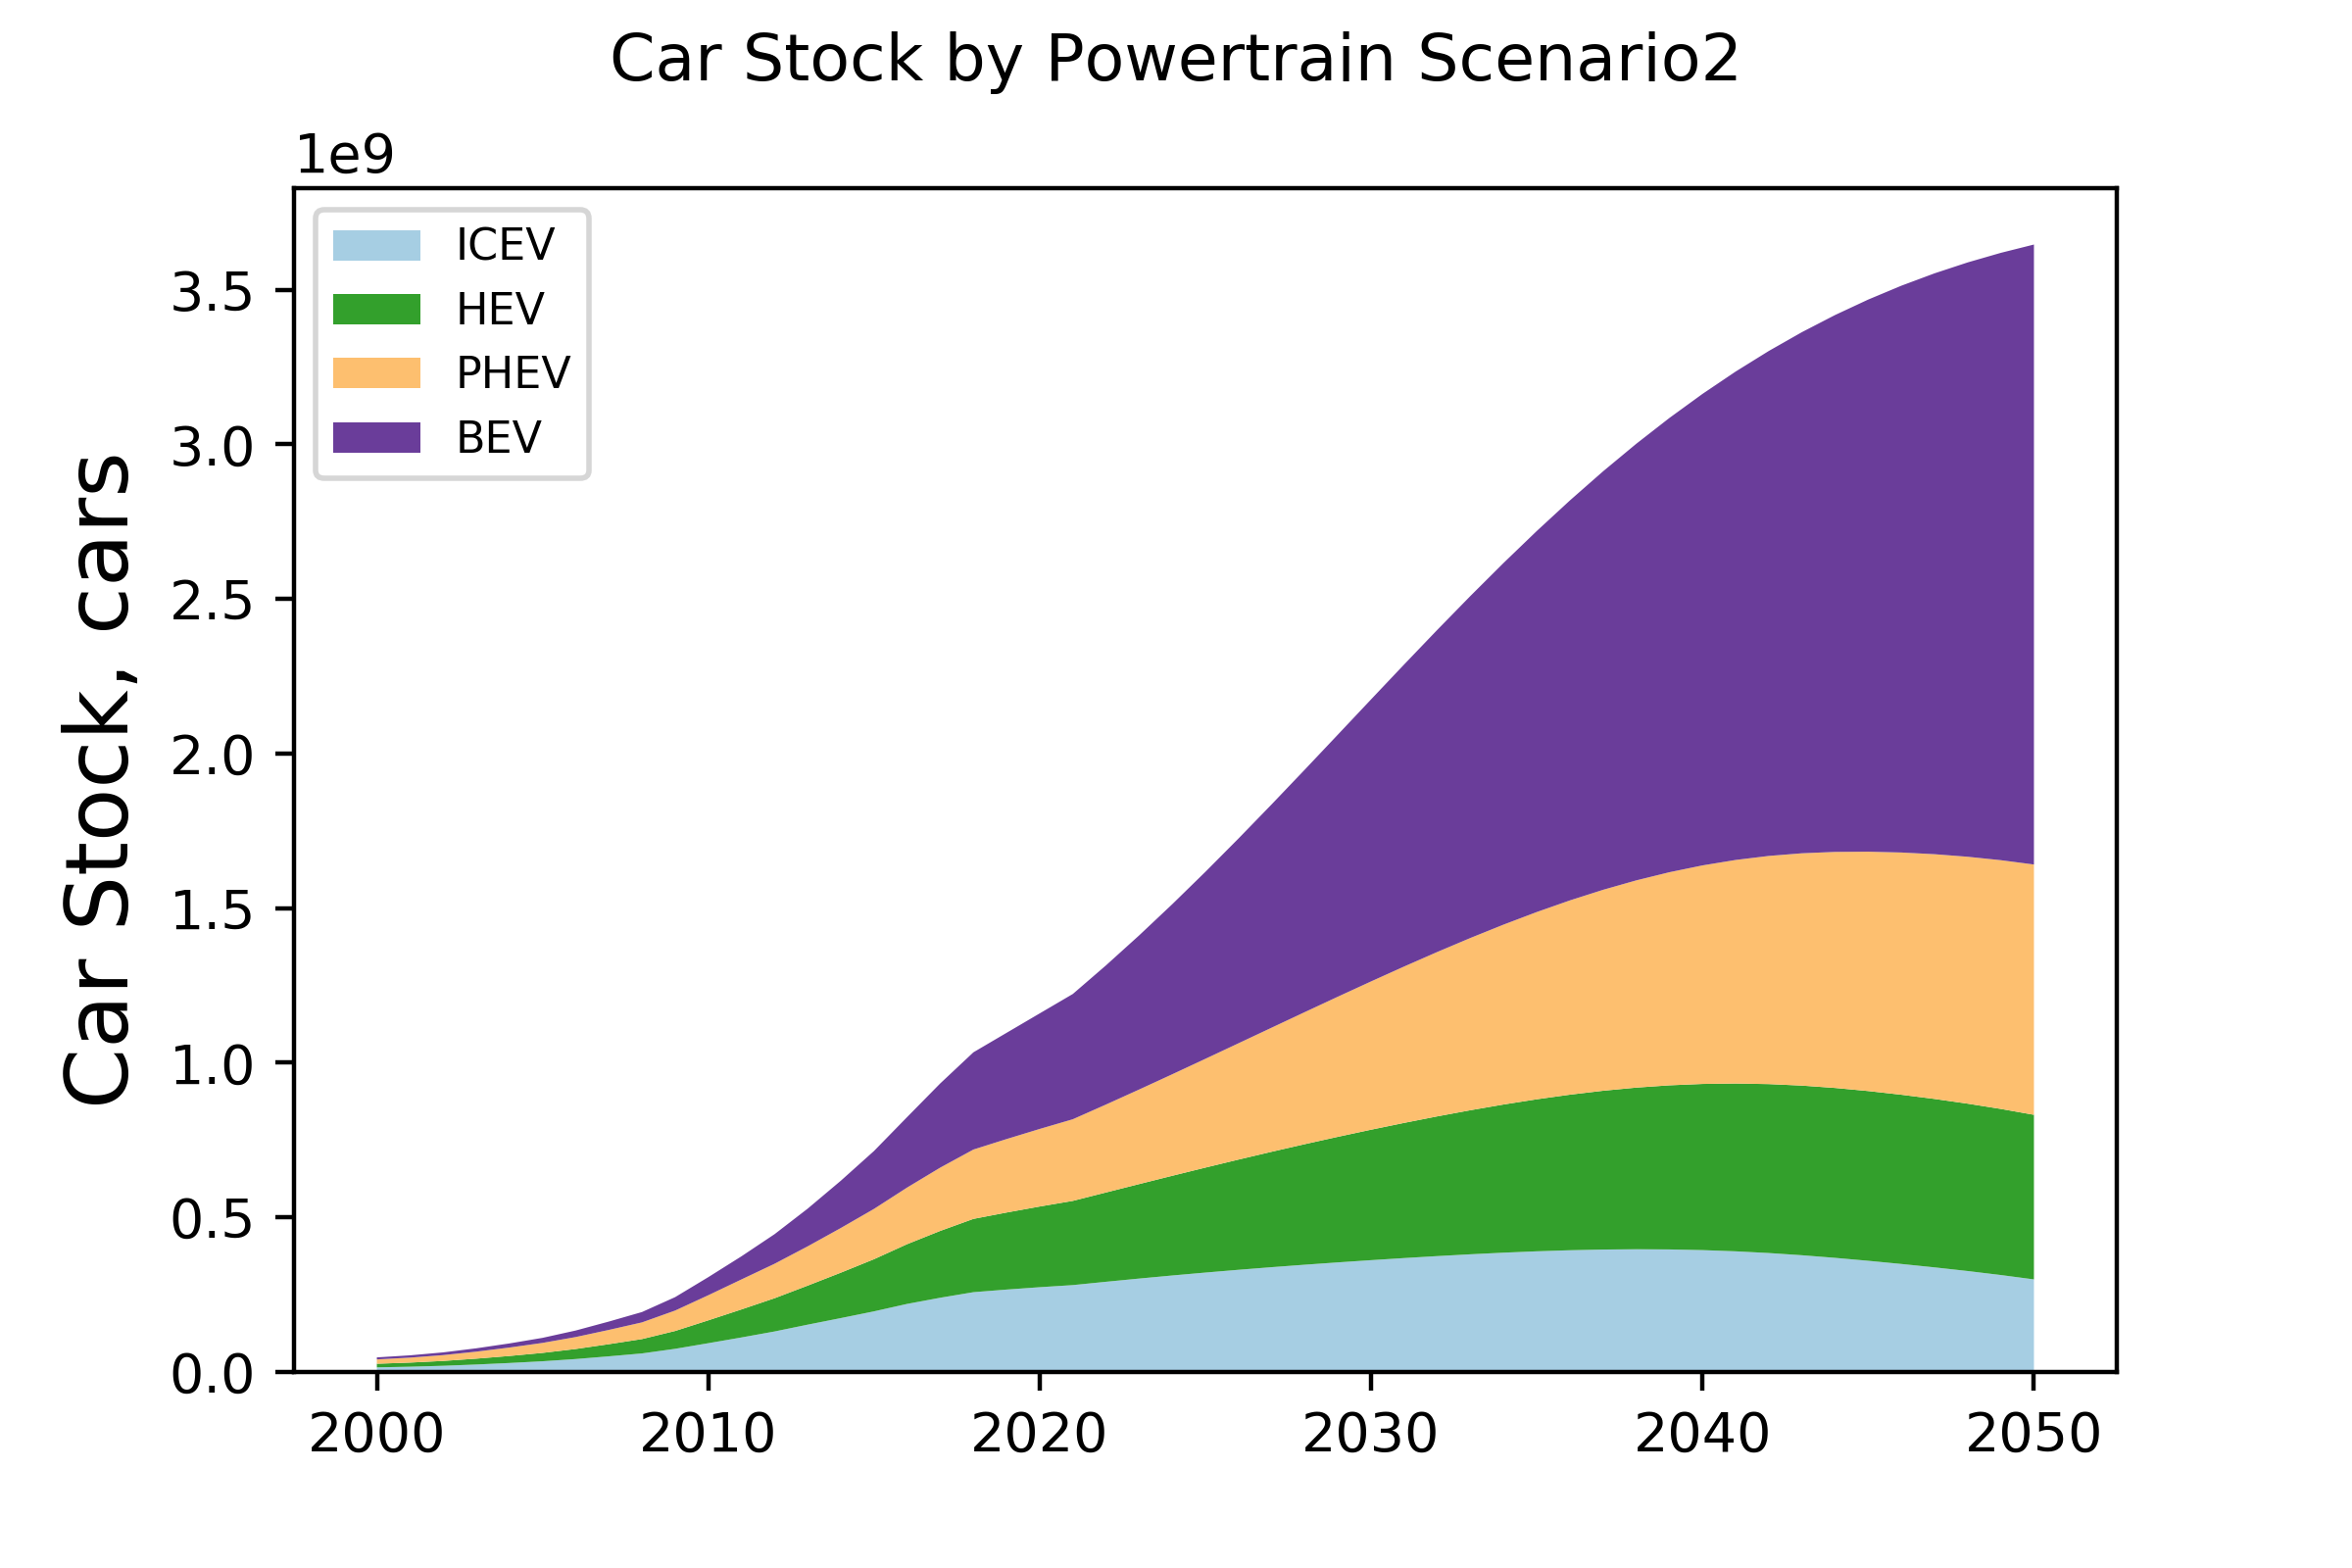 Car Stock by Powertrain Scenario2
1e9
ICEV
HEV
PHEV
BEV
Car Stock, cars
3.5
3.0
2.5
2.0
1.5
1.0
0.5
0.0
2000 2010 2020 2030 2040 2050